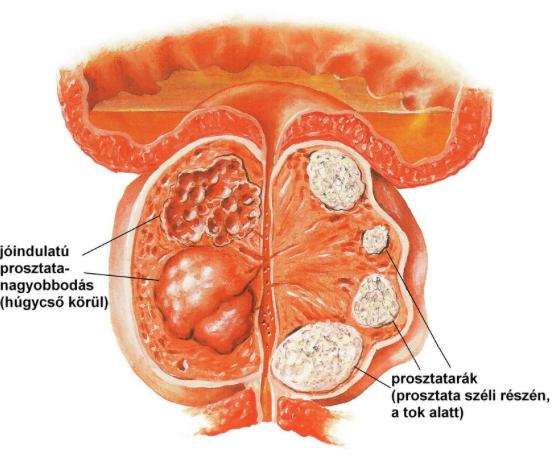 jóindulatú
prosztata-
nagyobbodás
(húgycső körül)
prosztatarák
(prosztata széli részén,
a tok alatt)